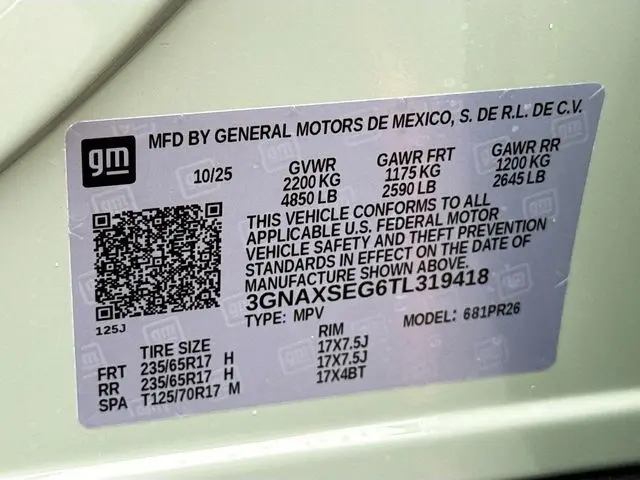 gm
MFD BY GENERAL MOTORS DE MEXICO, S. DE R.L. DE C.V.
10/25 GVWR GAWR FRT GAWR RR
2200 KG 1175 KG 1200 KG
4850 LB 2590 LB 2645 LB
THIS VEHICLE CONFORMS TO ALL
APPLICABLE U.S. FEDERAL MOTOR
VEHICLE SAFETY AND THEFT PREVENTION
STANDARDS IN EFFECT ON THE DATE OF
MANUFACTURE SHOWN ABOVE.
3GNAXSEG6TL319418
125J
TYPE: MPV MODEL: 681PR26
TIRE SIZE RIM
FRT 235/65R17 H 17X7.5J
RR 235/65R17 H 17X7.5J
SPA T125/70R17 M 17X4BT